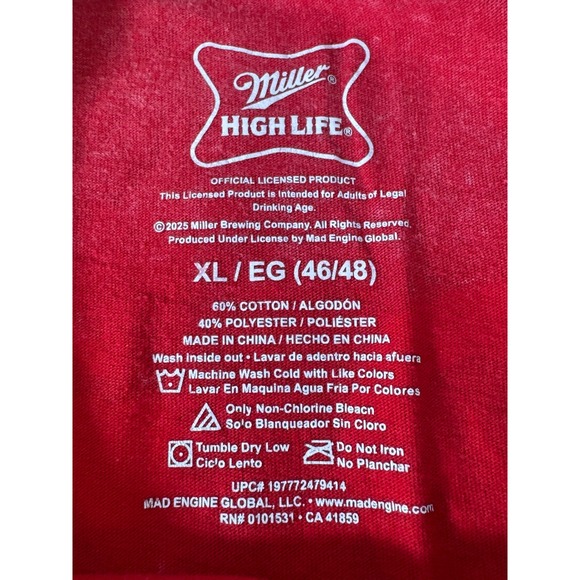 Miller®
HIGH LIFE®
OFFICIAL LICENSED PRODUCT
This Licensed Product is Intended for Adults of Legal
Drinking Age.
©2025 Miller Brewing Company, All Rights Reserved.
Produced Under License by Mad Engine Global.
XL / EG (46/48)
60% COTTON / ALGODÓN
40% POLYESTER / POLIÉSTER
MADE IN CHINA / HECHO EN CHINA
Wash Inside out • Lavar de adentro hacia afuera
Machine Wash Cold with Like Colors
Lavar En Maquina Agua Fria Por Colores
Only Non-Chlorine Bleach
Solo Blanqueador Sin Cloro
Tumble Dry Low
Ciclo Lento
Do Not Iron
No Planchar
UPC# 197772479414
MAD ENGINE GLOBAL, LLC. • www.madengine.com
RN# 0101531 • CA 41859